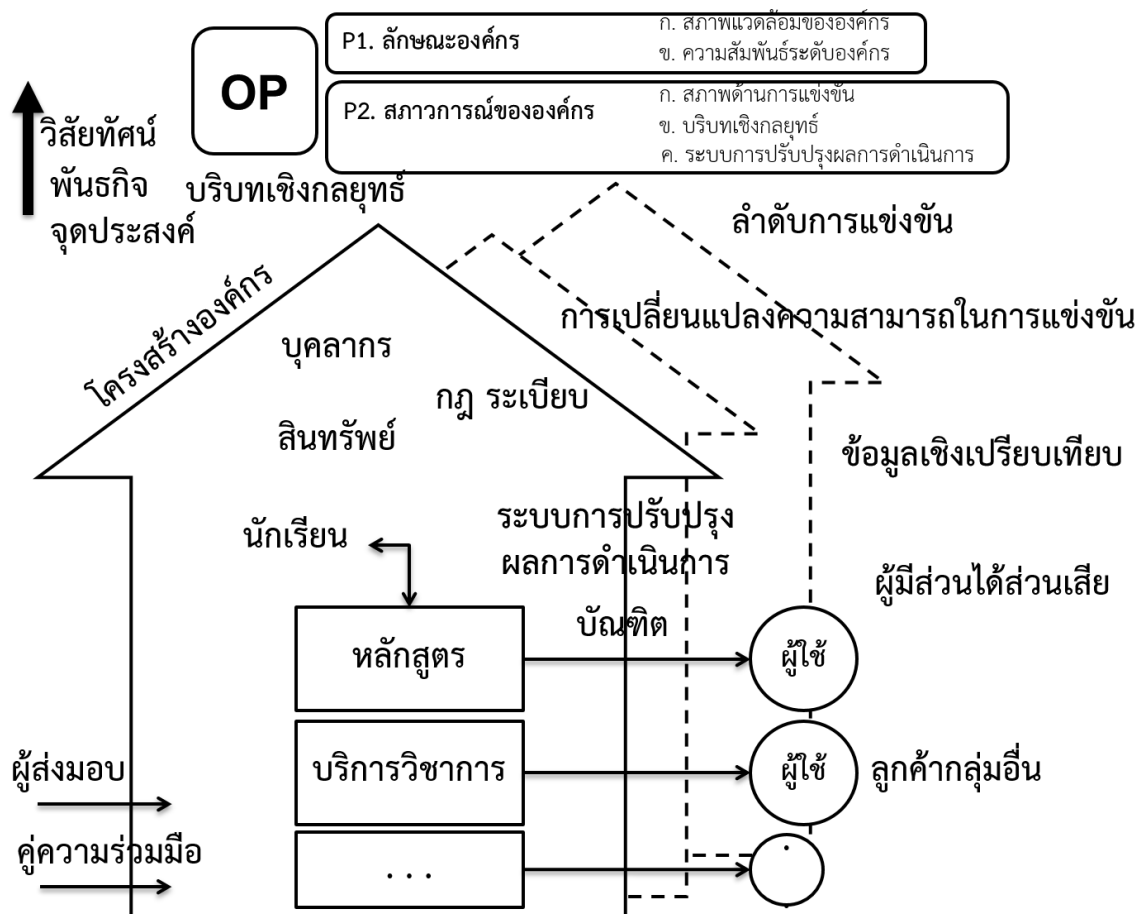 OP
P1. ลักษณะองค์กร
ก. สภาพแวดล้อมขององค์กร
ข. ความสัมพันธ์ระดับองค์กร
P2. สภาวการณ์ขององค์กร
ก. สภาพด้านการแข่งขัน
ข. บริบทเชิงกลยุทธ์
ค. ระบบการปรับปรุงผลการดำเนินการ
วิสัยทัศน์
พันธกิจ
จุดประสงค์
บริบทเชิงกลยุทธ์
ลำดับการแข่งขัน
โครงสร้างองค์กร
การเปลี่ยนแปลงความสามารถในการแข่งขัน
บุคลากร
กฎ ระเบียบ
สินทรัพย์
ข้อมูลเชิงเปรียบเทียบ
นักเรียน
ระบบการปรับปรุง
ผลการดำเนินการ
ผู้มีส่วนได้ส่วนเสีย
บัณฑิต
หลักสูตร
ผู้ใช้
ผู้ส่งมอบ
บริการวิชาการ
ผู้ใช้
ลูกค้ากลุ่มอื่น
คู่ความร่วมมือ
. . .